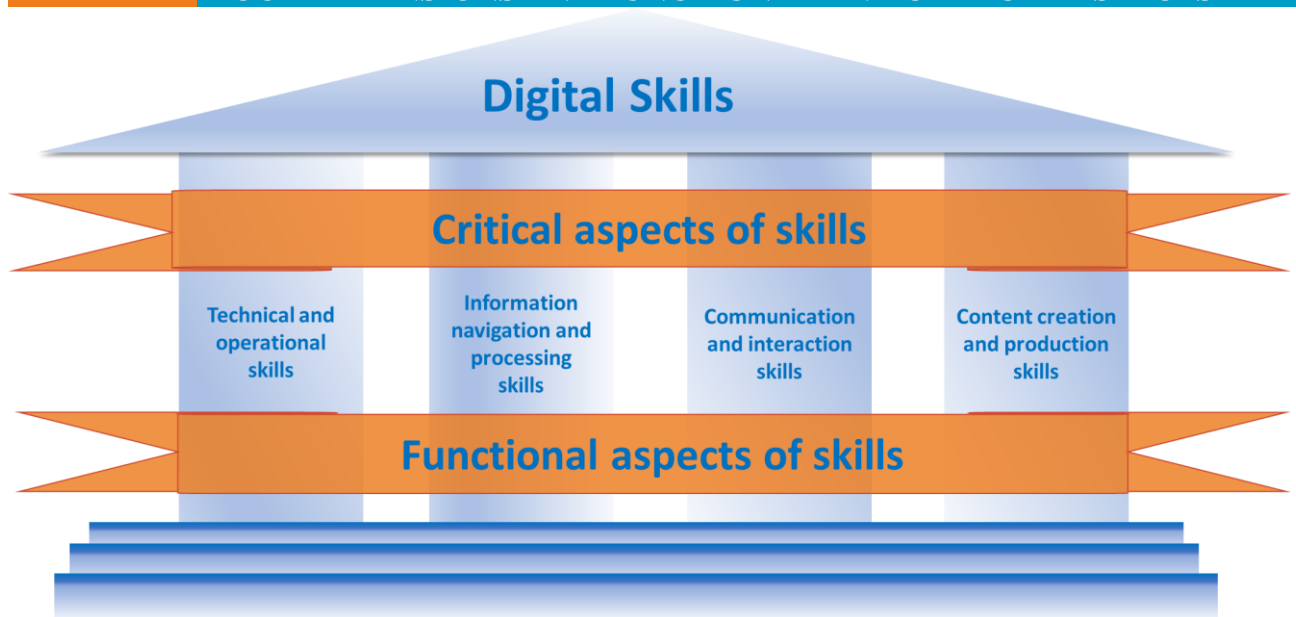 Digital Skills
Critical aspects of skills
Technical and
operational
skills
Information
navigation and
processing
skills
Communication
and interaction
skills
Content creation
and production
skills
Functional aspects of skills